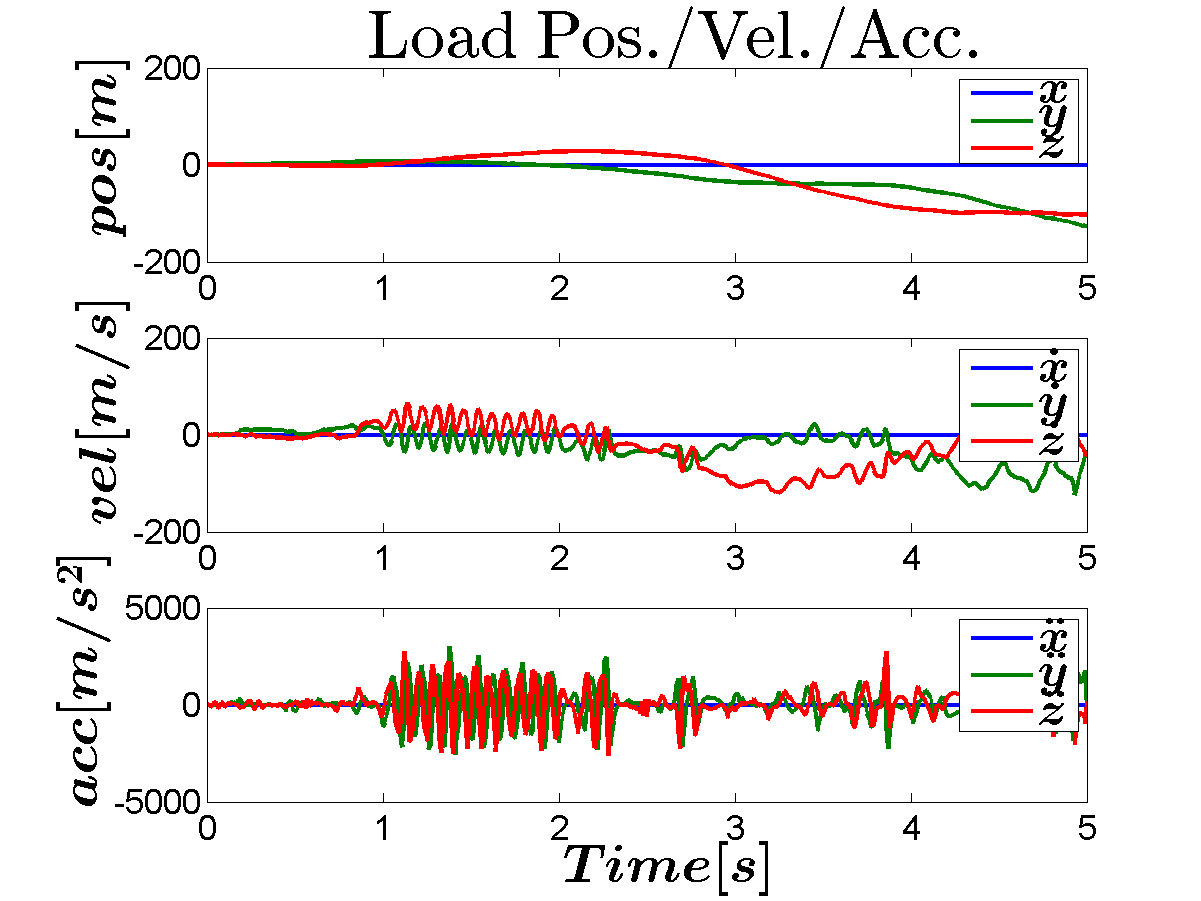 Load Pos./Vel./Acc.
pos[m]
200
0
-200
0 1 2 3 4 5
x
y
z
vel[m/s]
200
0
-200
0 1 2 3 4 5
ẋ
ẏ
ż
acc[m/s²]
5000
0
-5000
0 1 2 3 4 5
ẍ
ÿ
z̈
Time[s]